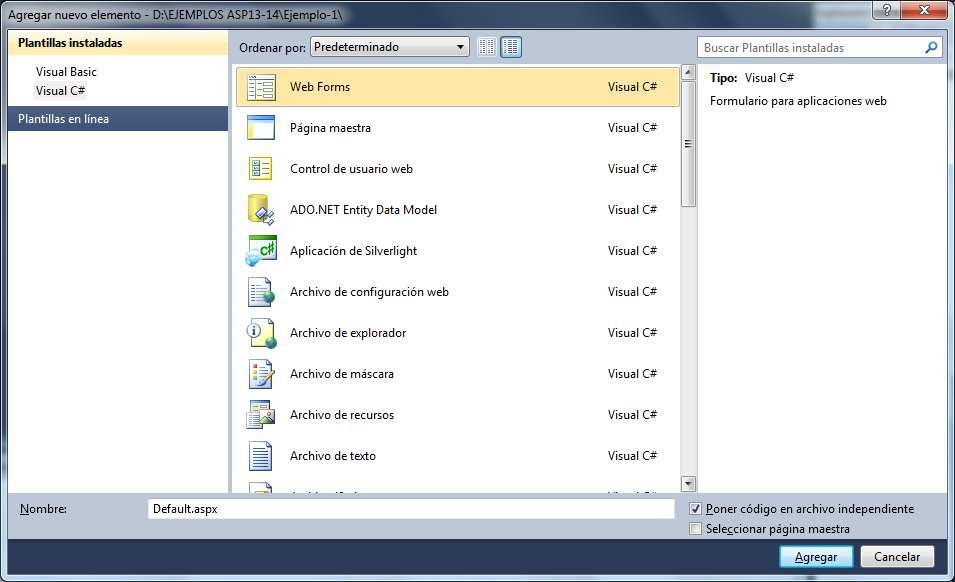 Agregar nuevo elemento - D:\EJEMPLOS ASP13-14\Ejemplo-1\
Plantillas instaladas
Visual Basic
Visual C#
Plantillas en línea
Ordenar por: Predeterminado
Buscar Plantillas instaladas
Web Forms Visual C#
Página maestra Visual C#
Control de usuario web Visual C#
ADO.NET Entity Data Model Visual C#
Aplicación de Silverlight Visual C#
Archivo de configuración web Visual C#
Archivo de explorador Visual C#
Archivo de máscara Visual C#
Archivo de recursos Visual C#
Archivo de texto Visual C#
Tipo: Visual C#
Formulario para aplicaciones web
Nombre: Default.aspx
Poner código en archivo independiente
Seleccionar página maestra
Agregar Cancelar